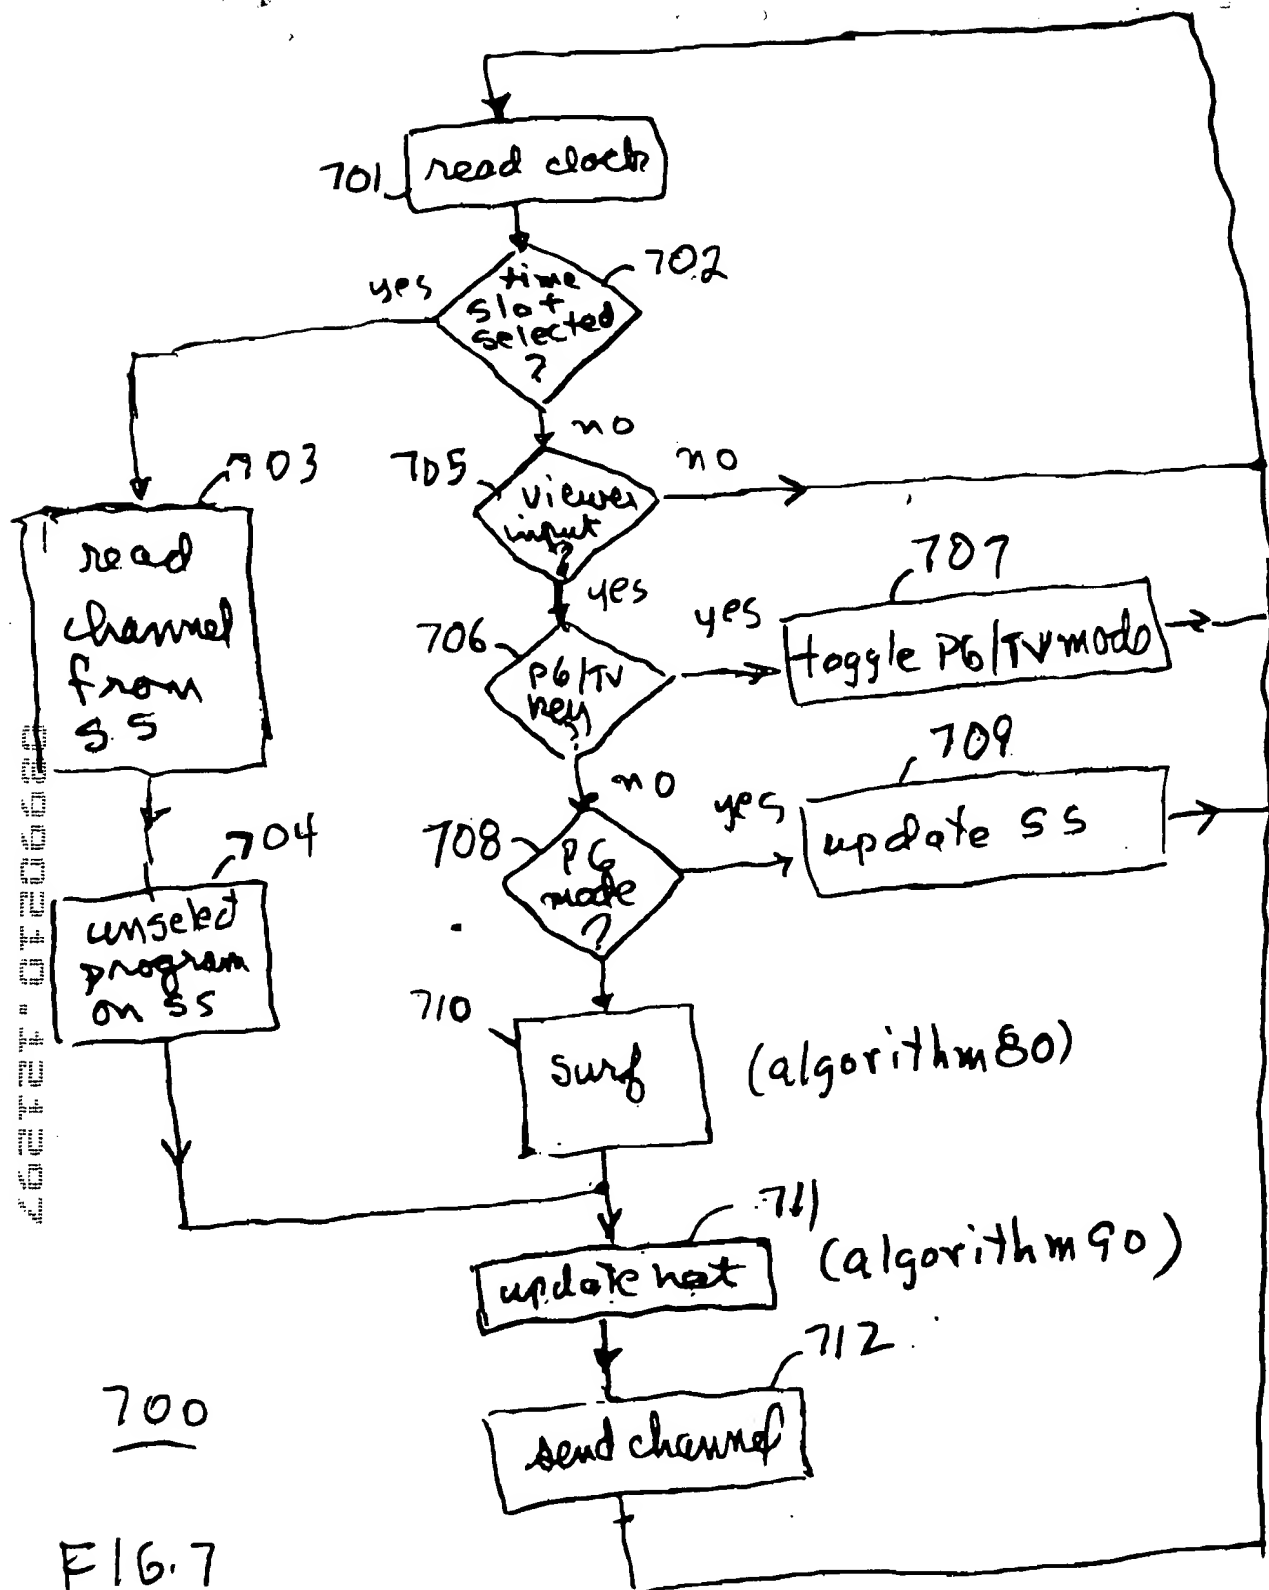 701
read clock
702
yes
time
slot
selected
?
no
703
705
no
viewer
input
?
read
channel
from
SS
yes
707
706
yes
PG/TV
key
?
toggle PG/TV mode
no
709
704
708
yes
update SS
PG
mode
?
unselect
program
on SS
710
surf
(algorithm 80)
711
(algorithm 90)
update
712
send channel
700
FIG.7